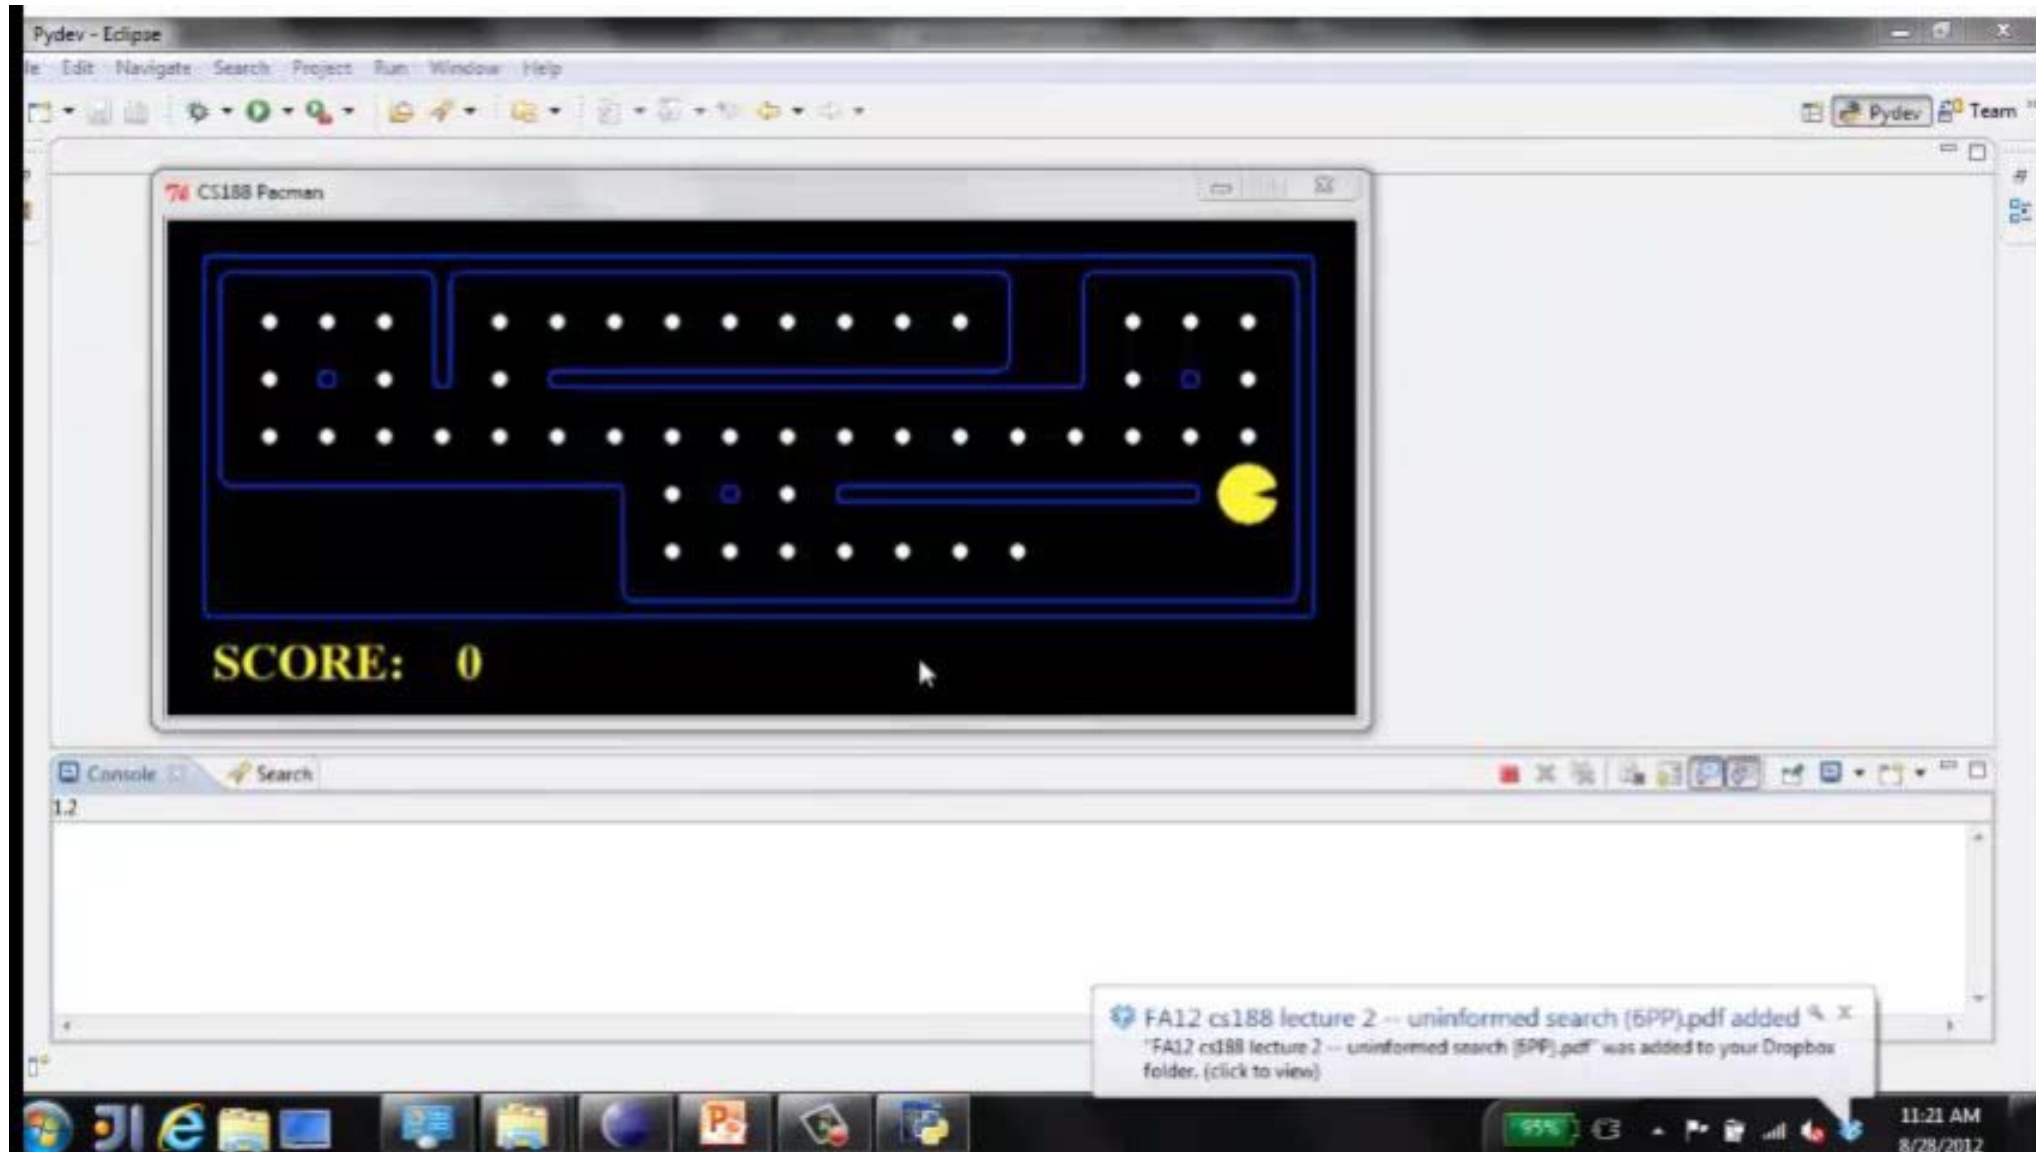 Pydev - Eclipse
le Edit Navigate Search Project Run Window Help
Pydev Team
CS188 Pacman
SCORE: 0
Console Search
1.2
FA12 cs188 lecture 2 -- uninformed search (6PP).pdf added
"FA12 cs188 lecture 2 -- uninformed search (6PP).pdf" was added to your Dropbox
folder. (click to view)
95%
11:21 AM
8/28/2012